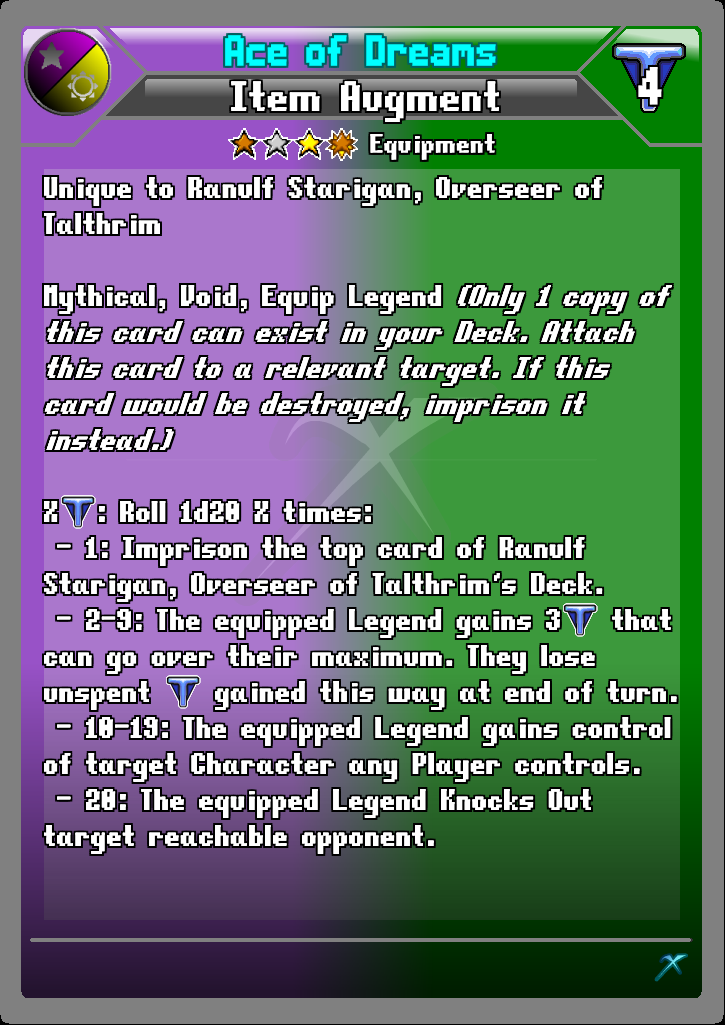 Ace of Dreams
Item Augment
4
Equipment
Unique to Ranulf Starigan, Overseer of
Talthrim
Mythical, Void, Equip Legend (Only 1 copy of
this card can exist in your Deck. Attach
this card to a relevant target. If this
card would be destroyed, imprison it
instead.)
X T: Roll 1d20 X times:
- 1: Imprison the top card of Ranulf
Starigan, Overseer of Talthrim's Deck.
- 2-9: The equipped Legend gains 3 T that
can go over their maximum. They lose
unspent T gained this way at end of turn.
- 10-19: The equipped Legend gains control
of target Character any Player controls.
- 20: The equipped Legend Knocks Out
target reachable opponent.